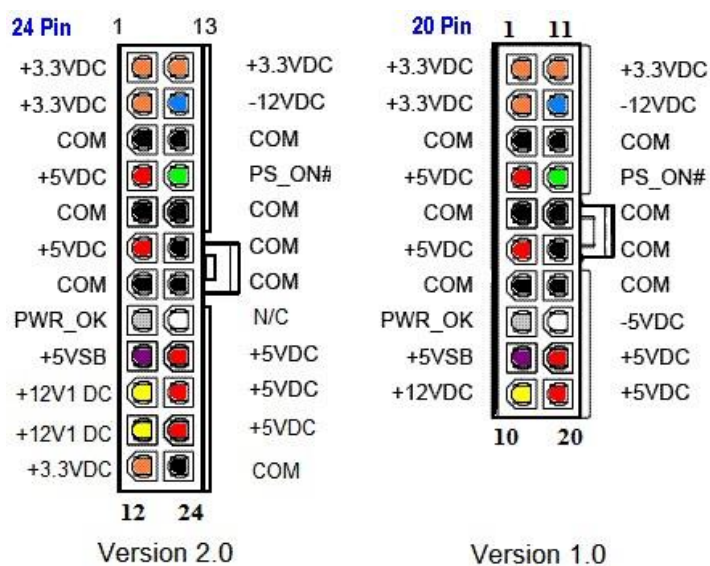 24 Pin 1 13
+3.3VDC +3.3VDC
+3.3VDC -12VDC
COM COM
+5VDC PS_ON#
COM COM
+5VDC COM
COM COM
PWR_OK N/C
+5VSB +5VDC
+12V1 DC +5VDC
+12V1 DC +5VDC
+3.3VDC COM
12 24
Version 2.0
20 Pin 1 11
+3.3VDC +3.3VDC
+3.3VDC -12VDC
COM COM
+5VDC PS_ON#
COM COM
+5VDC COM
COM COM
PWR_OK -5VDC
+5VSB +5VDC
+12VDC +5VDC
10 20
Version 1.0